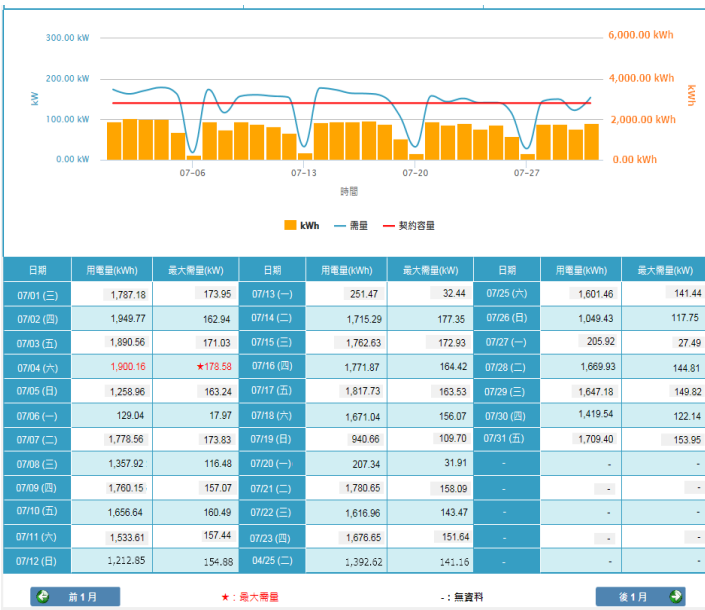 300.00 kW
6,000.00 kWh
200.00 kW
4,000.00 kWh
kW
kWh
100.00 kW
2,000.00 kWh
0.00 kW
0.00 kWh
07-06
07-13
07-20
07-27
時間
kWh 需量 契約容量
日期 用電量(kWh) 最大需量(kW) 日期 用電量(kWh) 最大需量(kW) 日期 用電量(kWh) 最大需量(kW)
07/01 (三) 1,787.18 173.95 07/13 (一) 251.47 32.44 07/25 (六) 1,601.46 141.44
07/02 (四) 1,949.77 162.94 07/14 (二) 1,715.29 177.35 07/26 (日) 1,049.43 117.75
07/03 (五) 1,890.56 171.03 07/15 (三) 1,762.63 172.93 07/27 (一) 205.92 27.49
07/04 (六) 1,900.16 ★178.58 07/16 (四) 1,771.87 164.42 07/28 (二) 1,669.93 144.81
07/05 (日) 1,258.96 163.24 07/17 (五) 1,817.73 163.53 07/29 (三) 1,647.18 149.82
07/06 (一) 129.04 17.97 07/18 (六) 1,671.04 156.07 07/30 (四) 1,419.54 122.14
07/07 (二) 1,778.56 173.83 07/19 (日) 940.66 109.70 07/31 (五) 1,709.40 153.95
07/08 (三) 1,357.92 116.48 07/20 (一) 207.34 31.91 - - -
07/09 (四) 1,760.15 157.07 07/21 (二) 1,780.65 158.09 - - -
07/10 (五) 1,656.64 160.49 07/22 (三) 1,616.96 143.47 - - -
07/11 (六) 1,533.61 157.44 07/23 (四) 1,676.65 151.64 - - -
07/12 (日) 1,212.85 154.88 04/25 (二) 1,392.62 141.16 - - -
前 1 月 ★：最大需量 -：無資料 後 1 月